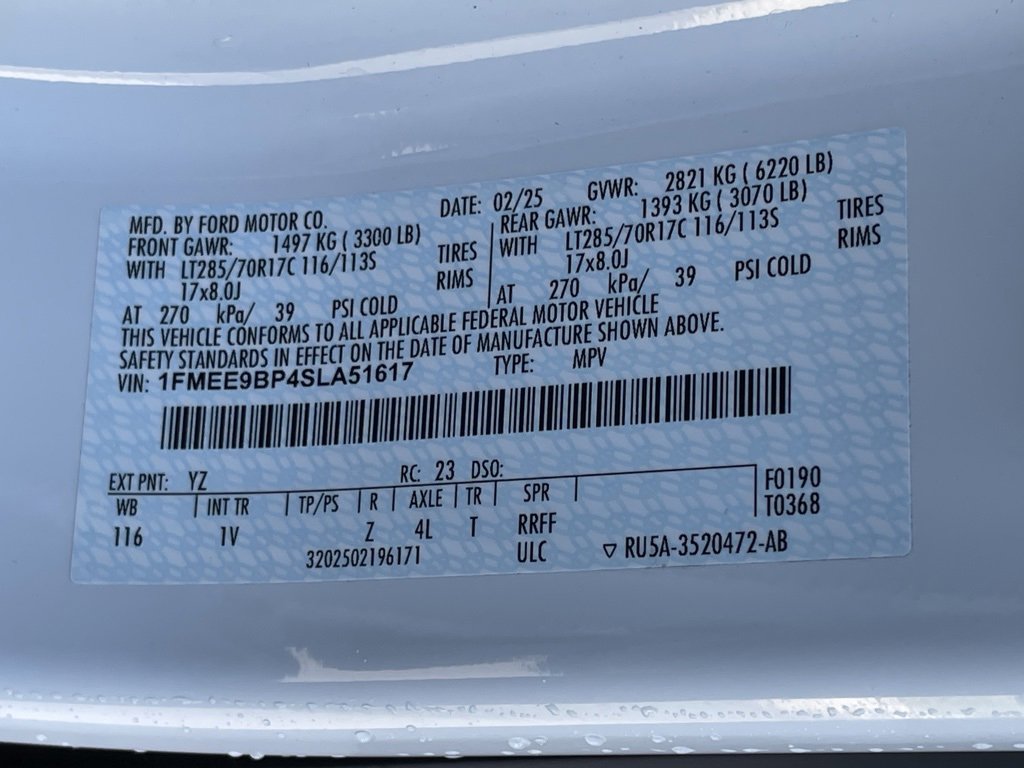 MFD. BY FORD MOTOR CO. DATE: 02/25 GVWR: 2821 KG ( 6220 LB)
FRONT GAWR: 1497 KG ( 3300 LB) REAR GAWR: 1393 KG ( 3070 LB)
WITH LT285/70R17C 116/113S TIRES WITH LT285/70R17C 116/113S TIRES
17x8.0J RIMS 17x8.0J RIMS
AT 270 kPa/ 39 PSI COLD AT 270 kPa/ 39 PSI COLD
THIS VEHICLE CONFORMS TO ALL APPLICABLE FEDERAL MOTOR VEHICLE
SAFETY STANDARDS IN EFFECT ON THE DATE OF MANUFACTURE SHOWN ABOVE.
VIN: 1FMEE9BP4SLA51617 TYPE: MPV
EXT PNT: YZ RC: 23 DSO:
WB INT TR TP/PS R AXLE TR SPR F0190
T0368
116 1V Z 4L T RRFF
3202502196171 ULC ▽ RU5A-3520472-AB